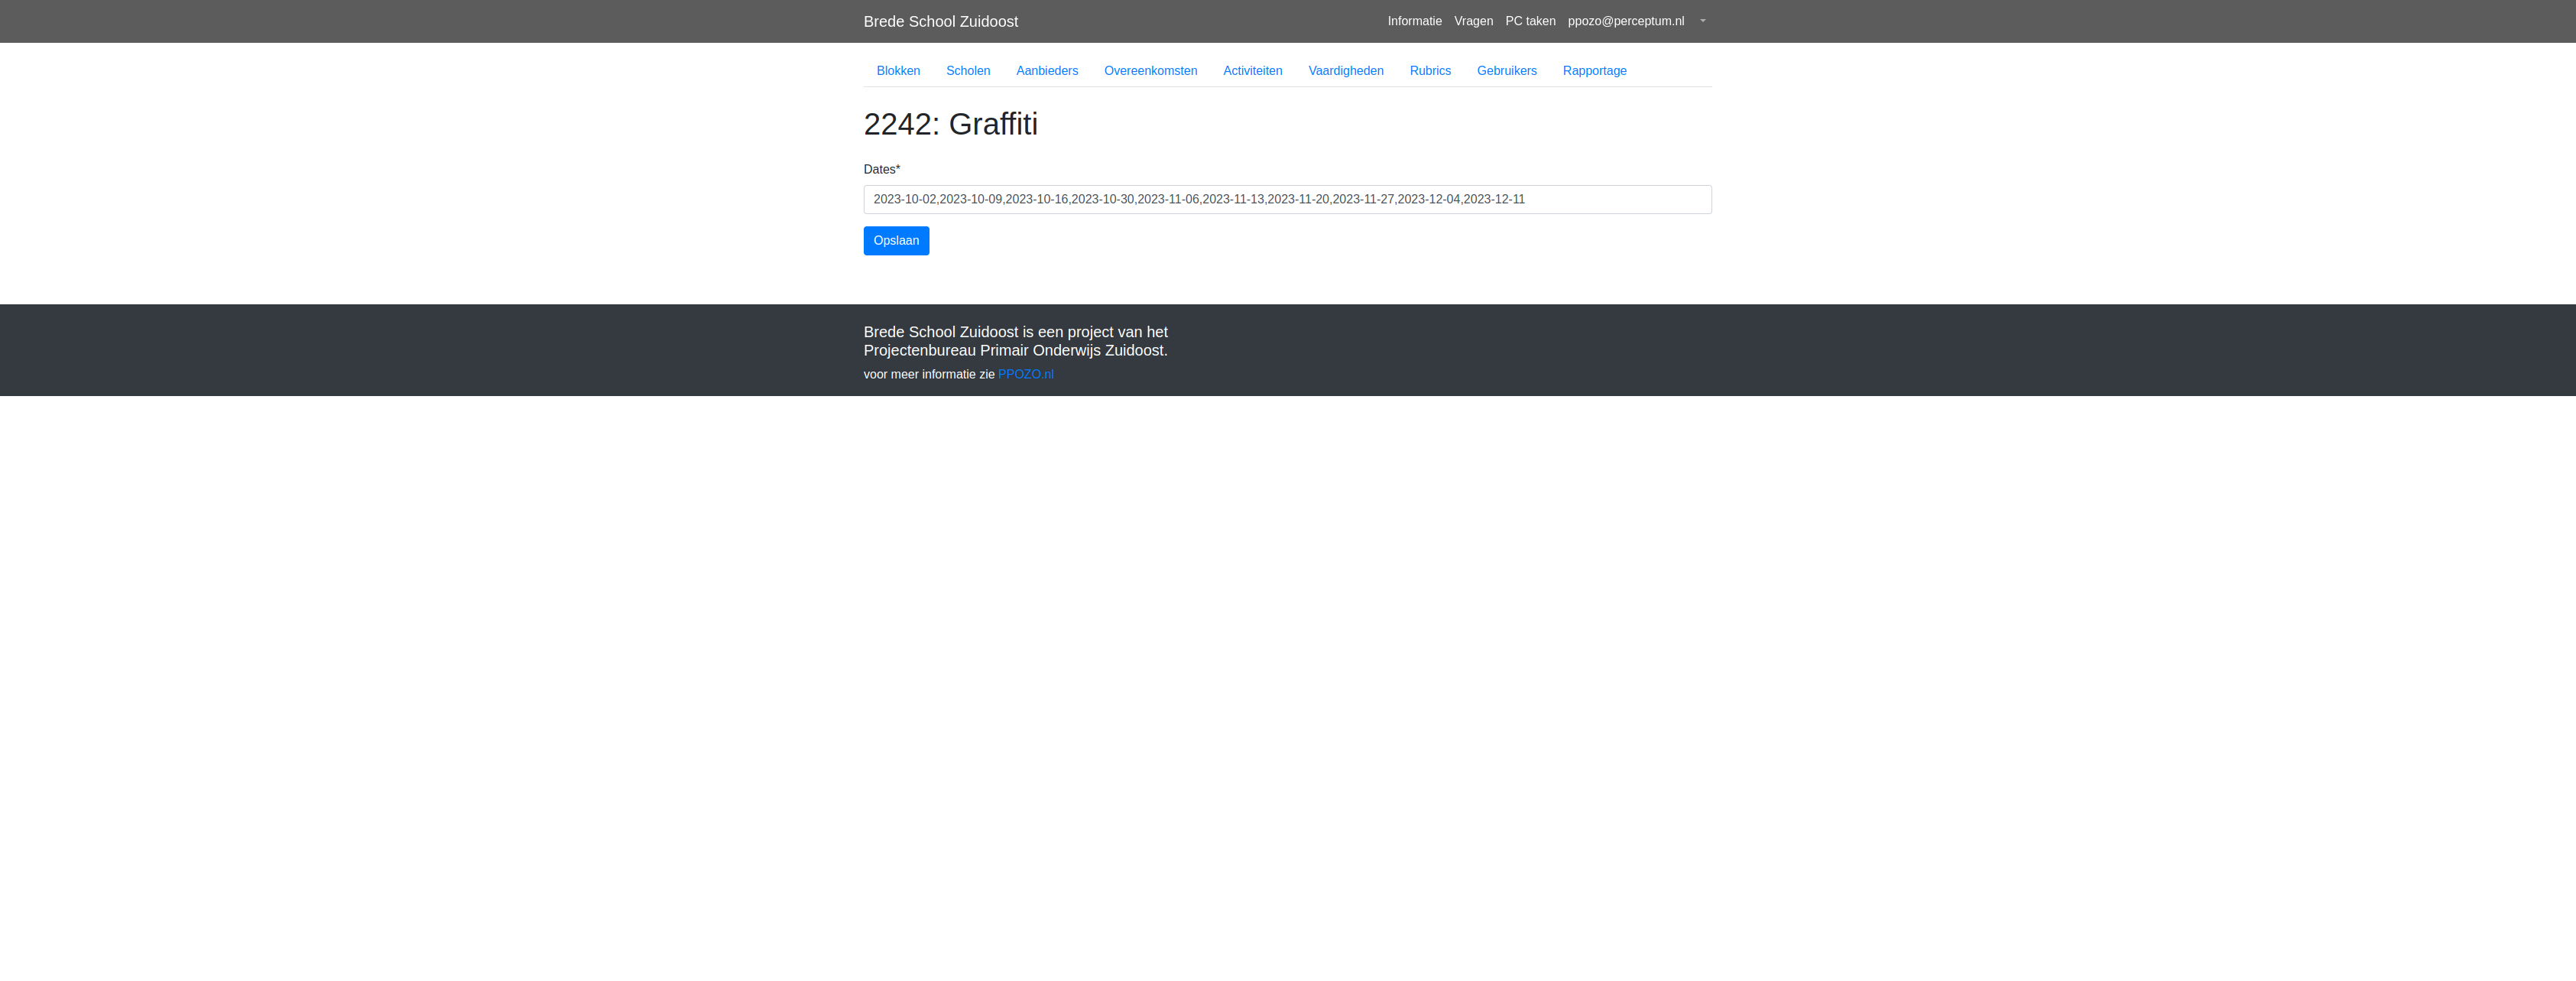 Brede School Zuidoost Informatie Vragen PC taken ppozo@perceptum.nl
Blokken Scholen Aanbieders Overeenkomsten Activiteiten Vaardigheden Rubrics Gebruikers Rapportage
2242: Graffiti
Dates*
2023-10-02,2023-10-09,2023-10-16,2023-10-30,2023-11-06,2023-11-13,2023-11-20,2023-11-27,2023-12-04,2023-12-11
Opslaan
Brede School Zuidoost is een project van het
Projectenbureau Primair Onderwijs Zuidoost.
voor meer informatie zie PPOZO.nl